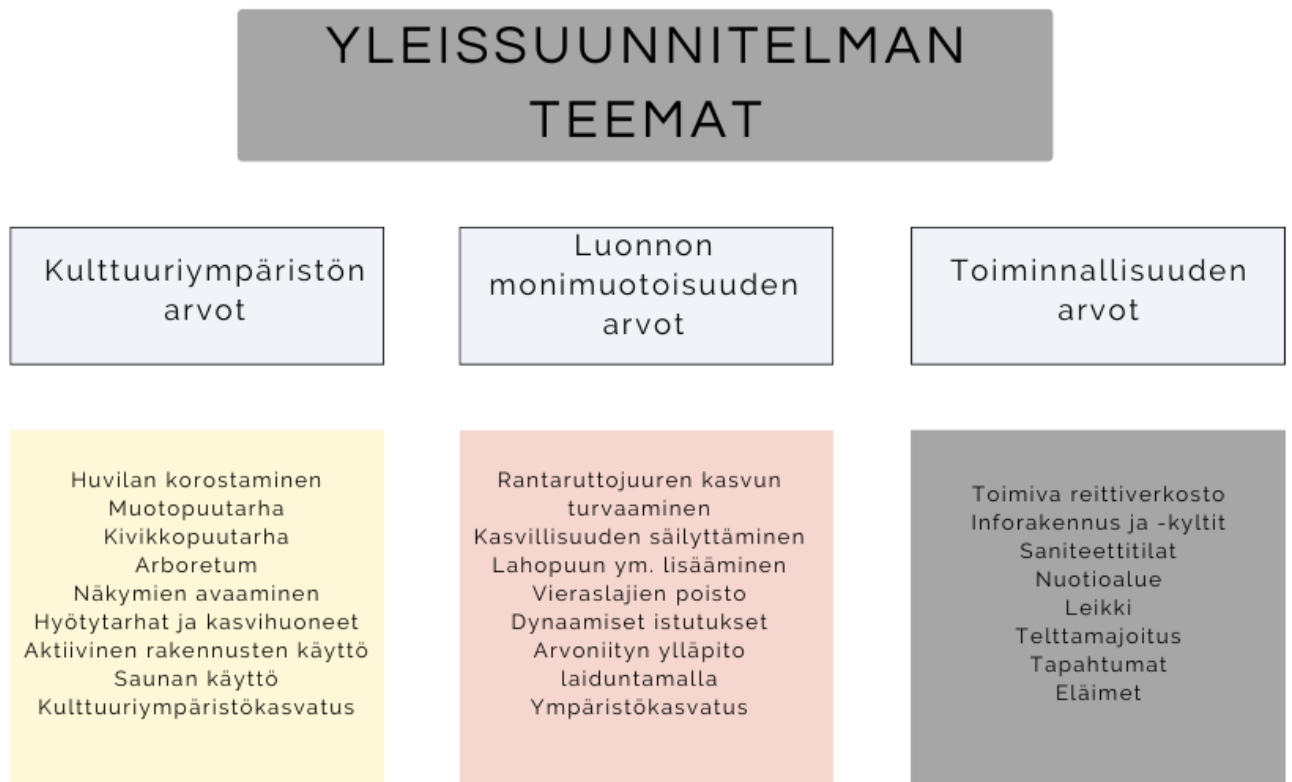 YLEISSUUNNITELMAN
TEEMAT
Kulttuuriympäristön
arvot
Luonnon
monimuotoisuuden
arvot
Toiminnallisuuden
arvot
Huvilan korostaminen
Muotopuutarha
Kivikkopuutarha
Arboretum
Näkymien avaaminen
Hyötytarhat ja kasvihuoneet
Aktiivinen rakennusten käyttö
Saunan käyttö
Kulttuuriympäristökasvatus
Rantaruttojuuren kasvun
turvaaminen
Kasvillisuuden säilyttäminen
Lahopuun ym. lisääminen
Vieraslajien poisto
Dynaamiset istutukset
Arvoniityn ylläpito
laiduntamalla
Ympäristökasvatus
Toimiva reittiverkosto
Inforakennus ja -kyltit
Saniteettitilat
Nuotioalue
Leikki
Telttamajoitus
Tapahtumat
Eläimet